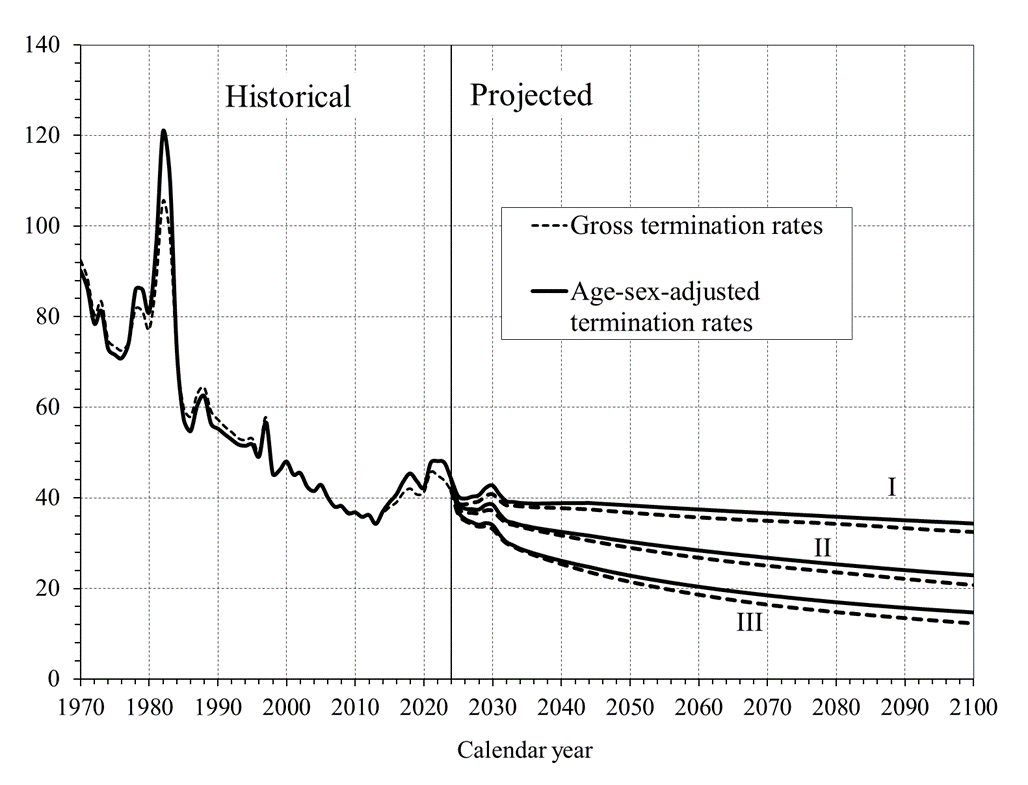 140
120
100
80
60
40
20
0
Historical
Projected
Gross termination rates
Age-sex-adjusted
termination rates
I
II
III
1970 1980 1990 2000 2010 2020 2030 2040 2050 2060 2070 2080 2090 2100
Calendar year